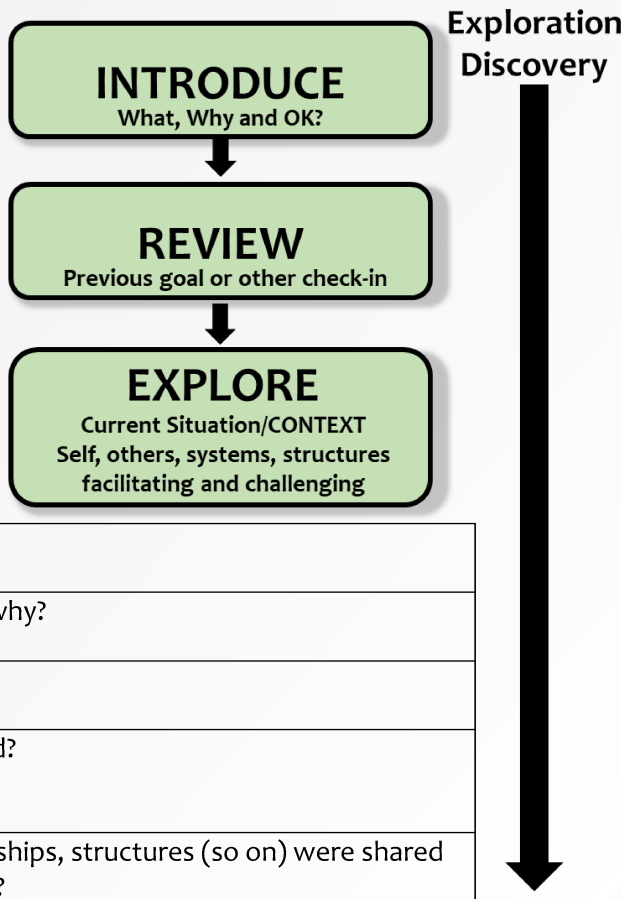 Exploration
Discovery
INTRODUCE
What, Why and OK?
REVIEW
Previous goal or other check-in
EXPLORE
Current Situation/CONTEXT
Self, others, systems, structures
facilitating and challenging
why?
d?
ships, structures (so on) were shared
?